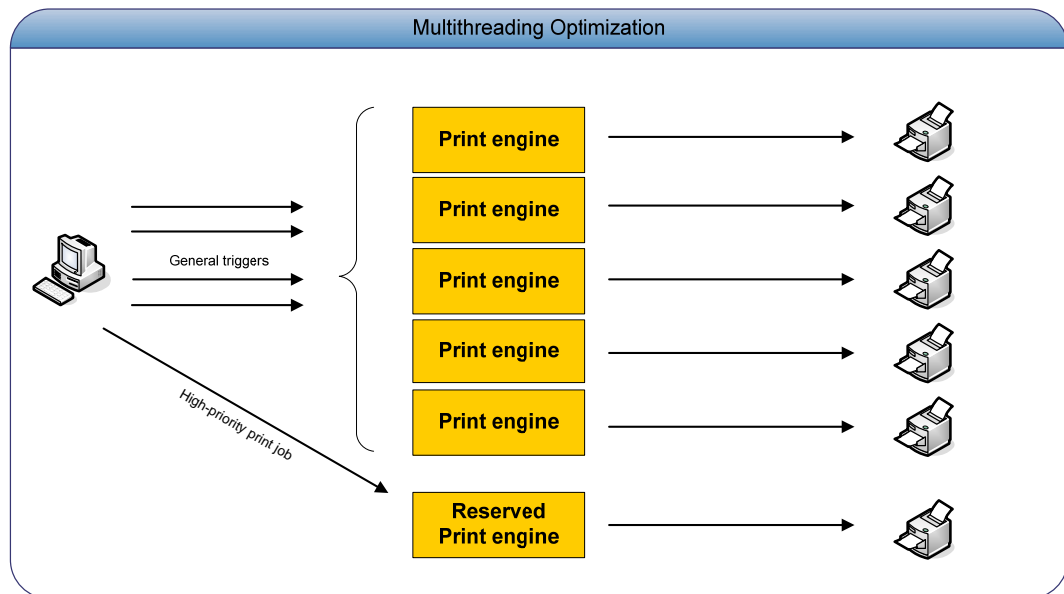 Multithreading Optimization
Print engine
Print engine
General triggers
Print engine
Print engine
Print engine
High-priority print job
Reserved
Print engine